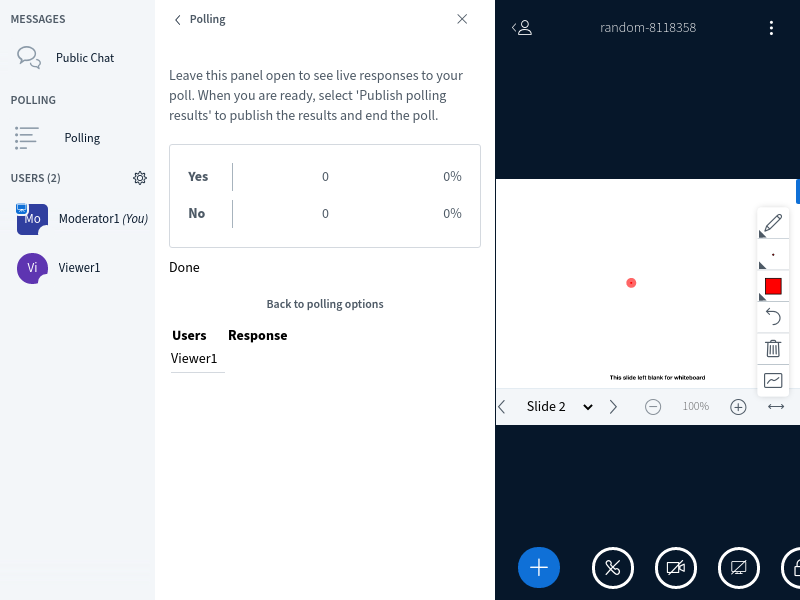 MESSAGES
Public Chat
POLLING
Polling
USERS (2)
Mo
Moderator1 (You)
Vi
Viewer1
Polling
Leave this panel open to see live responses to your
poll. When you are ready, select 'Publish polling
results' to publish the results and end the poll.
Yes 0 0%
No 0 0%
Done
Back to polling options
Users Response
Viewer1
random-8118358
This slide left blank for whiteboard
Slide 2
100%